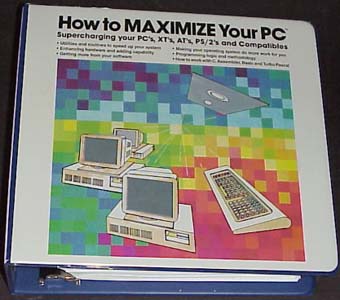 How to MAXIMIZE Your PC™
Supercharging your PC's, XT's, AT's, PS/2's and Compatibles
• Utilities and routines to speed up your system
• Enhancing hardware and adding capability
• Getting more from your software
• Making your operating system do more work for you
• Programming logic and methodology
• How to work with C, Assembler, Basic and Turbo Pascal